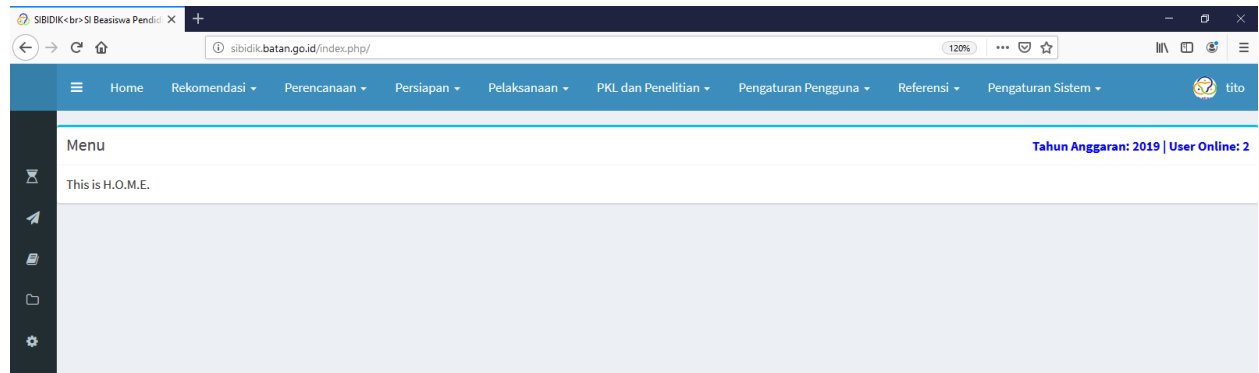 SIBIDIK<br>SI Beasiswa Pendid
sibidik.batan.go.id/index.php/
120%
Home Rekomendasi Perencanaan Persiapan Pelaksanaan PKL dan Penelitian Pengaturan Pengguna Referensi Pengaturan Sistem tito
Menu Tahun Anggaran: 2019 | User Online: 2
This is H.O.M.E.